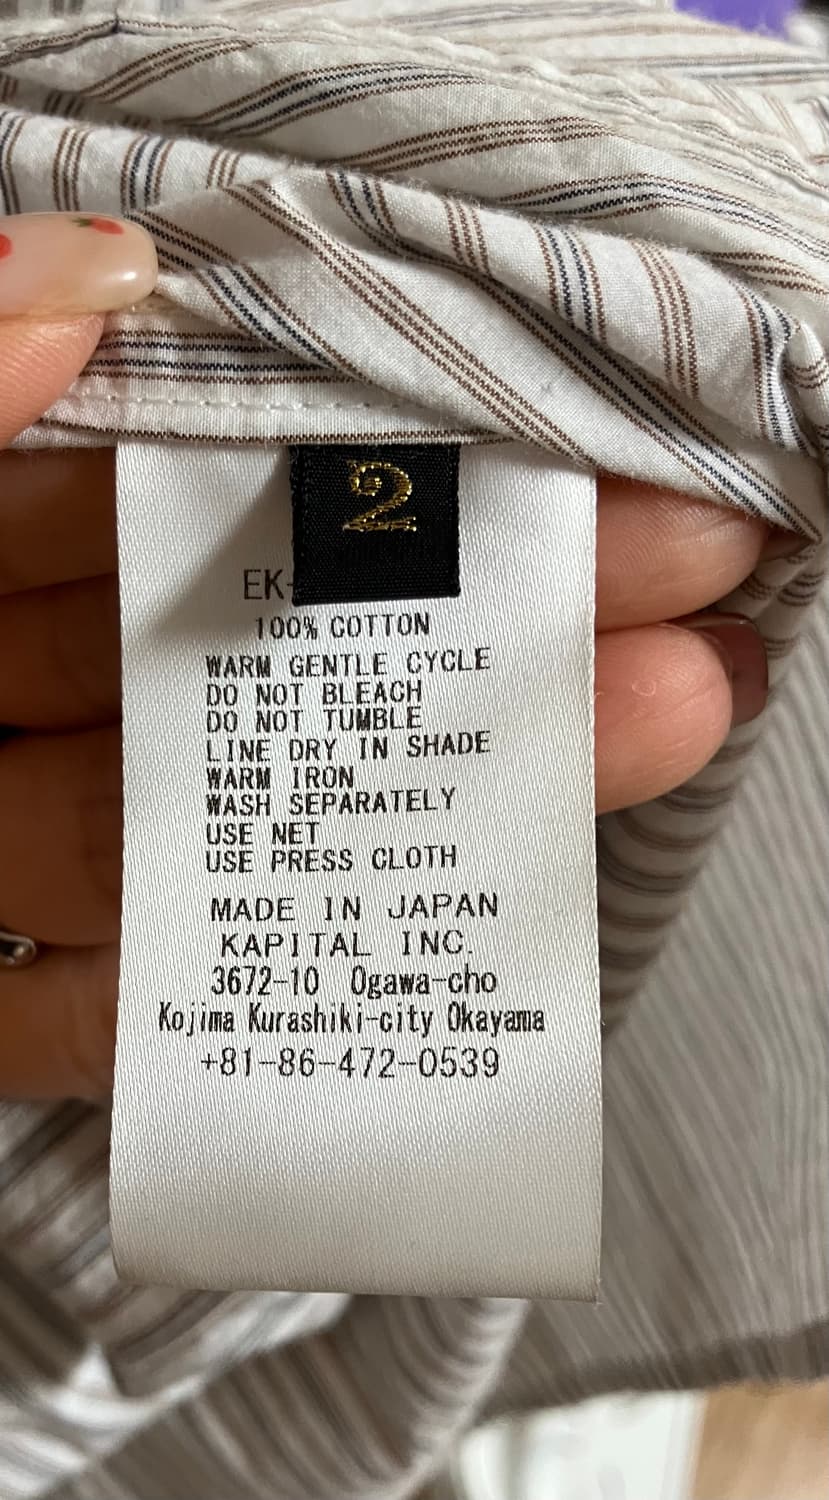 2
EK-
100% COTTON
WARM GENTLE CYCLE
DO NOT BLEACH
DO NOT TUMBLE
LINE DRY IN SHADE
WARM IRON
WASH SEPARATELY
USE NET
USE PRESS CLOTH
MADE IN JAPAN
KAPITAL INC.
3672-10 Ogawa-cho
Kojima Kurashiki-city Okayama
+81-86-472-0539